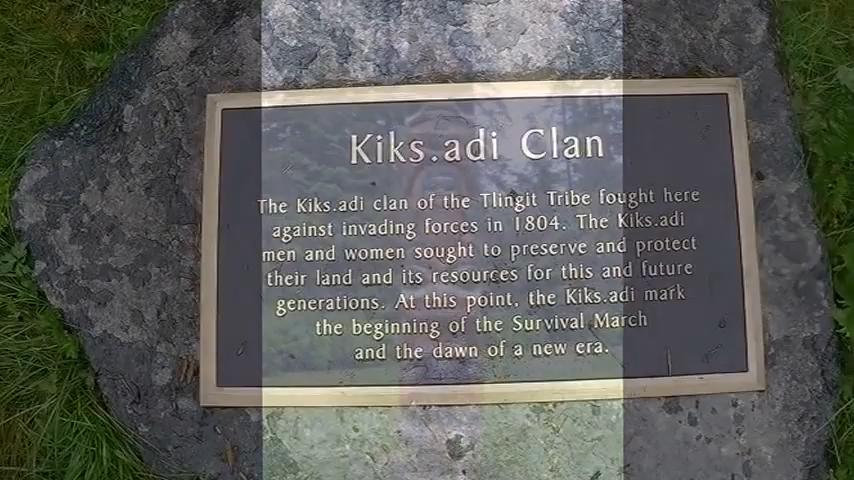 Kiks.adi Clan
The Kiks.adi clan of the Tlingit Tribe fought here
against invading forces in 1804. The Kiks.adi
men and women sought to preserve and protect
their land and its resources for this and future
generations. At this point, the Kiks.adi mark
the beginning of the Survival March
and the dawn of a new era.